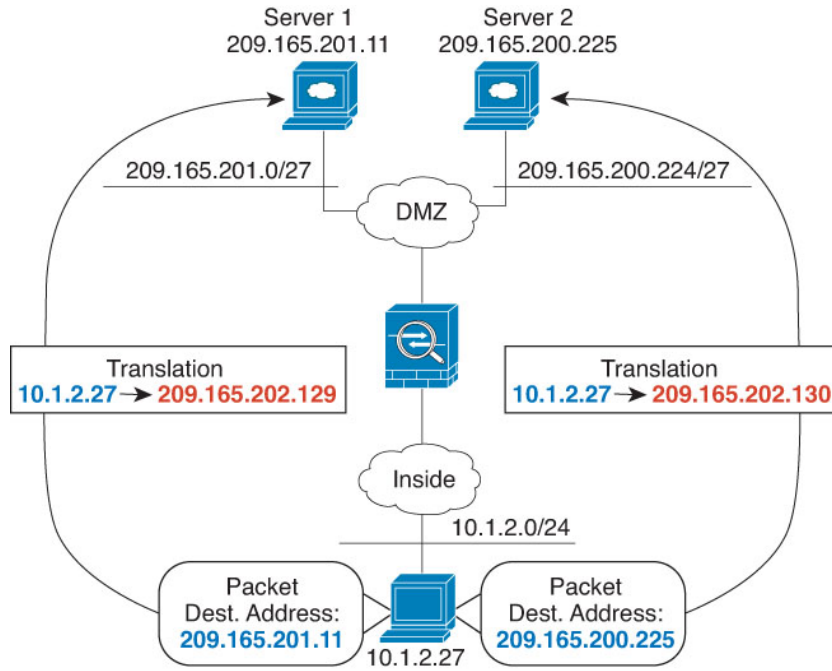 Server 1
209.165.201.11
Server 2
209.165.200.225
209.165.201.0/27
209.165.200.224/27
DMZ
Translation
10.1.2.27 → 209.165.202.129
Translation
10.1.2.27 → 209.165.202.130
Inside
10.1.2.0/24
Packet
Dest. Address:
209.165.201.11
Packet
Dest. Address:
209.165.200.225
10.1.2.27